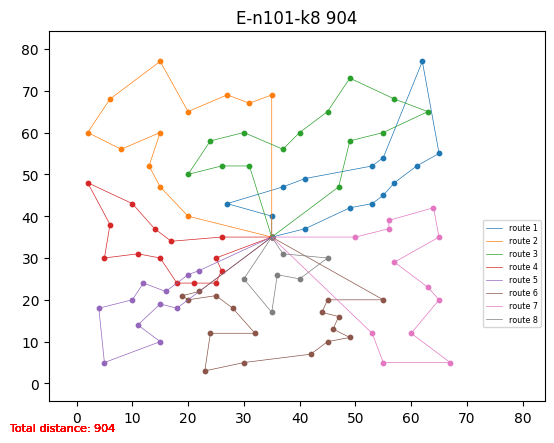 E-n101-k8 904
80
70
60
50
40
30
20
10
0
0 10 20 30 40 50 60 70 80
route 1
route 2
route 3
route 4
route 5
route 6
route 7
route 8
Total distance: 904